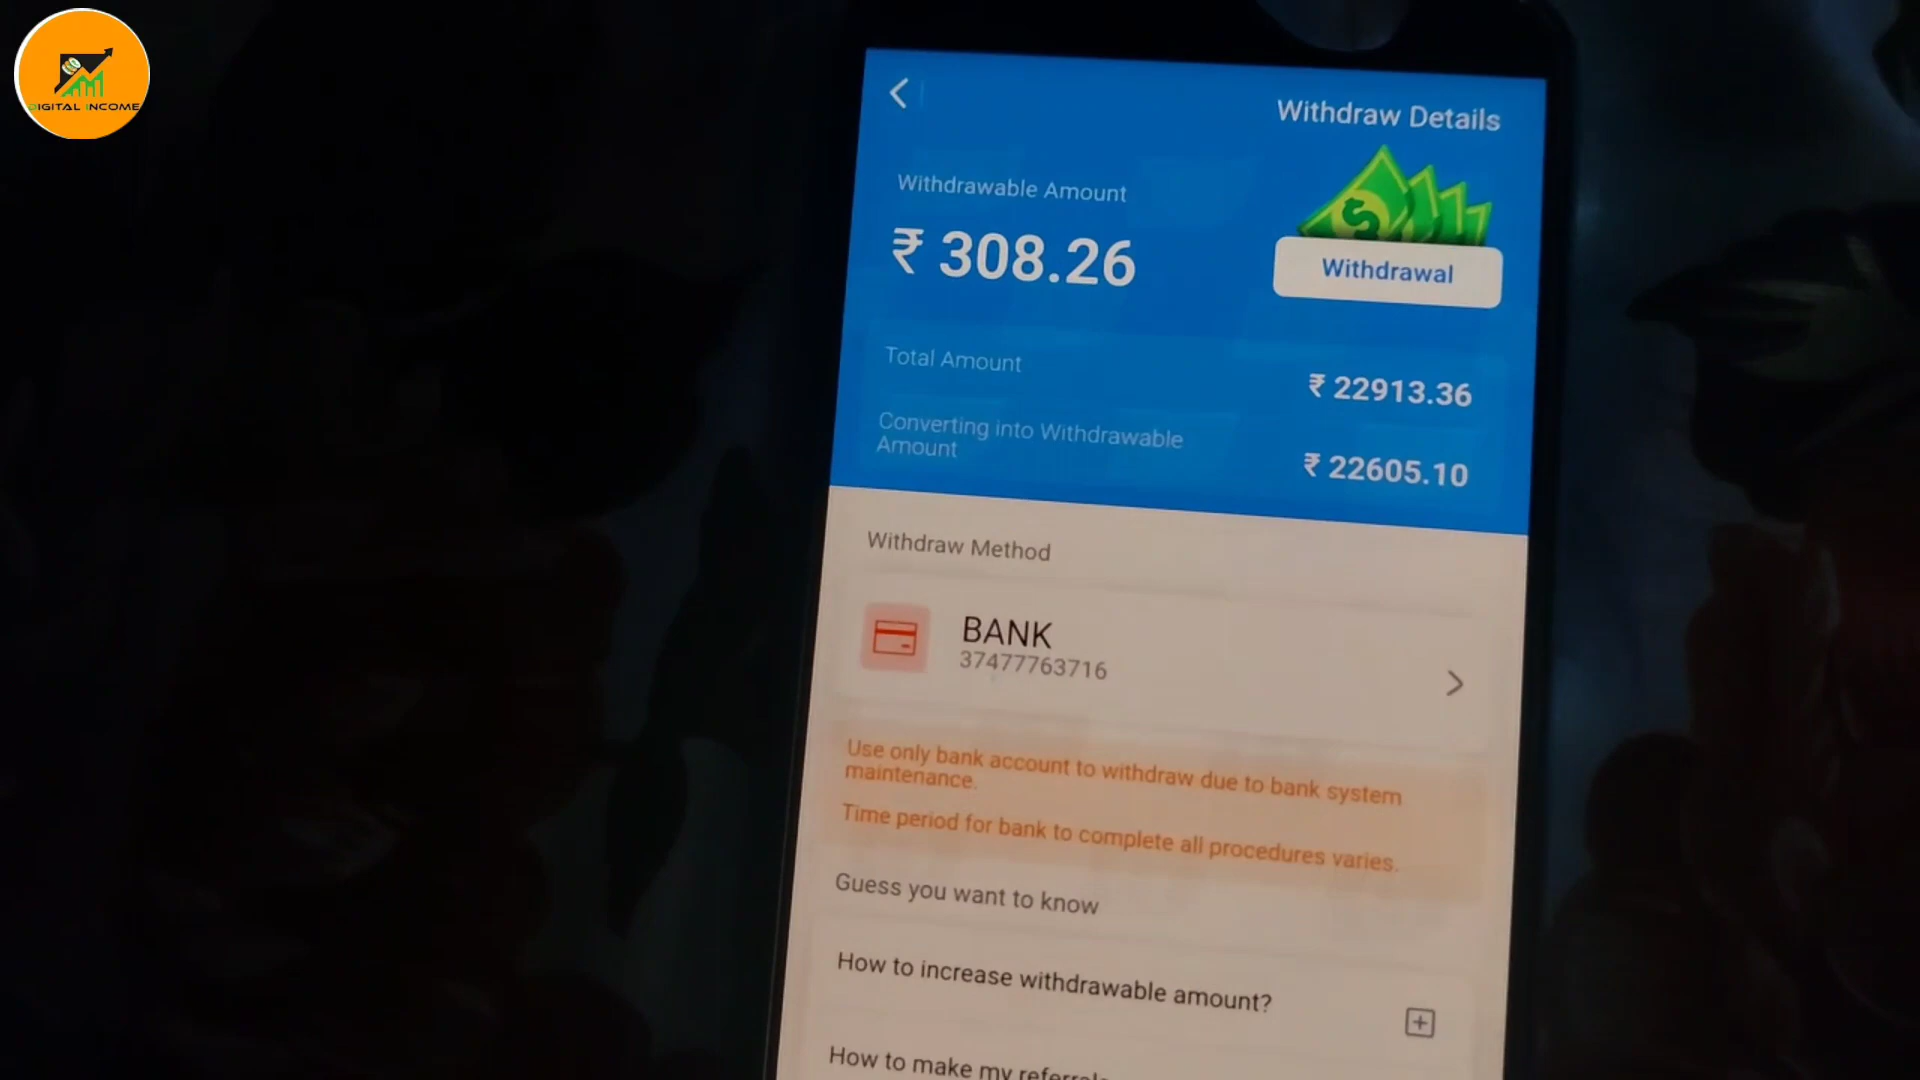 DIGITAL INCOME
Withdraw Details
Withdrawable Amount
₹ 308.26
Withdrawal
Total Amount
₹ 22913.36
Converting into Withdrawable
Amount
₹ 22605.10
Withdraw Method
BANK
37477763716
Use only bank account to withdraw due to bank system
maintenance.
Time period for bank to complete all procedures varies.
Guess you want to know
How to increase withdrawable amount?
How to make my